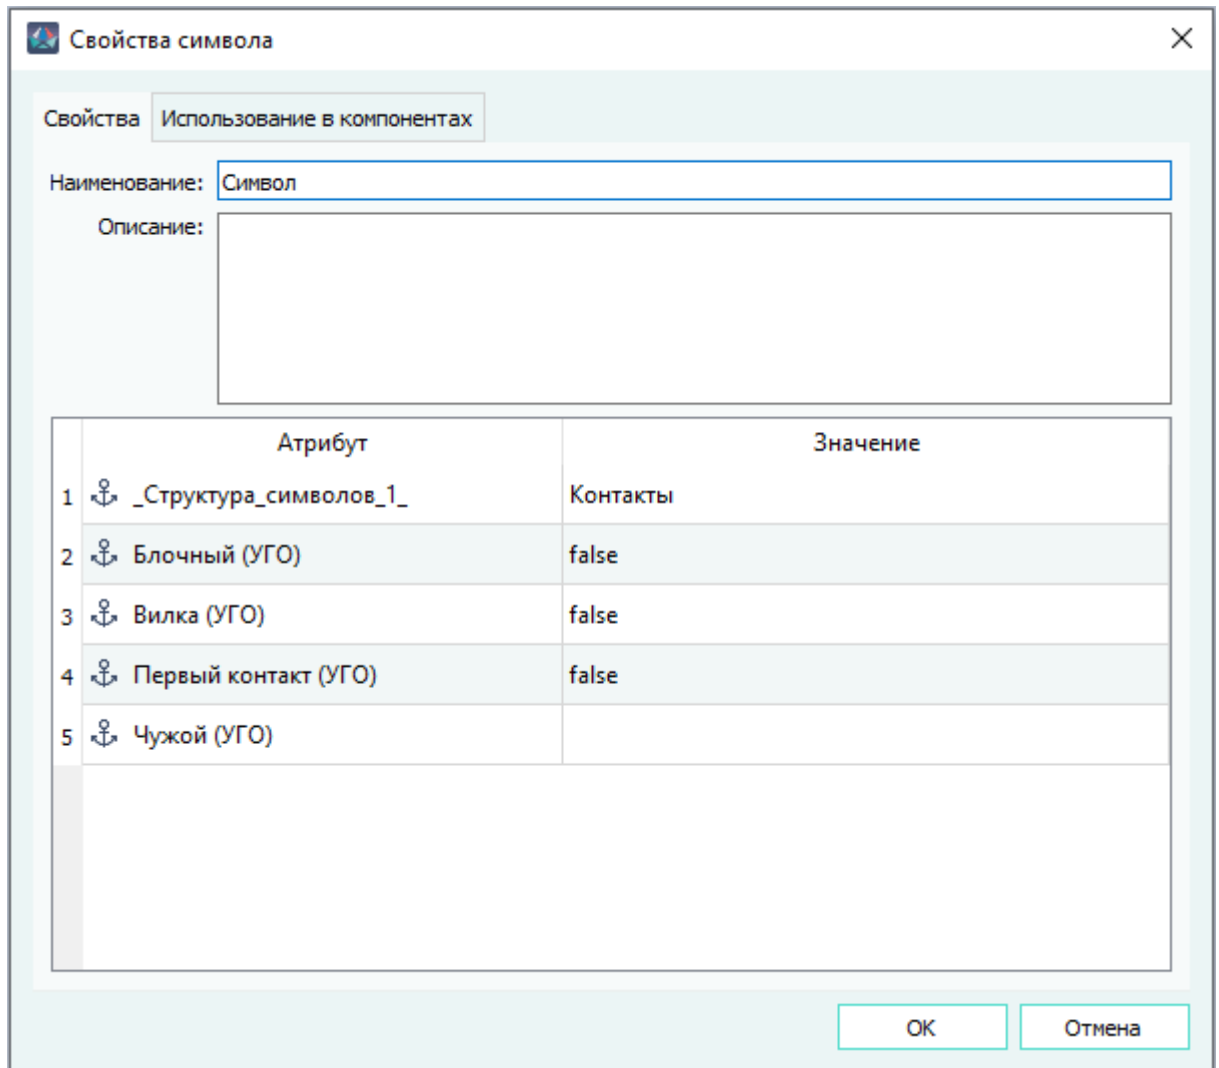 Свойства символа
Свойства Использование в компонентах
Наименование: Символ
Описание:
Атрибут Значение
1 _Структура_символов_1_ Контакты
2 Блочный (УГО) false
3 Вилка (УГО) false
4 Первый контакт (УГО) false
5 Чужой (УГО)
OK Отмена